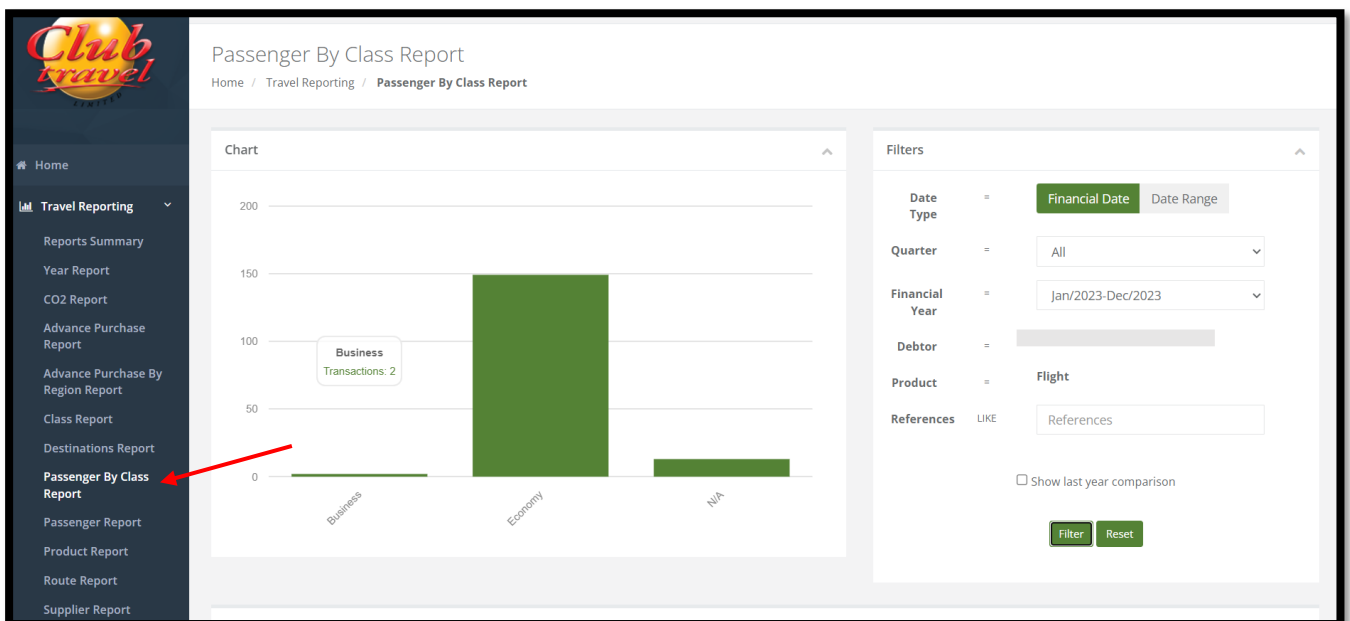 Club
travel
LIMITED
Home
Travel Reporting
Reports Summary
Year Report
CO2 Report
Advance Purchase
Report
Advance Purchase By
Region Report
Class Report
Destinations Report
Passenger By Class
Report
Passenger Report
Product Report
Route Report
Supplier Report
Passenger By Class Report
Home / Travel Reporting / Passenger By Class Report
Chart
200
150
100
50
0
Business
Transactions: 2
Business
Economy
N/A
Filters
Date
Type
=
Financial Date
Date Range
Quarter
=
All
Financial
Year
=
Jan/2023-Dec/2023
Debtor
=
Product
=
Flight
References
LIKE
References
Show last year comparison
Filter
Reset